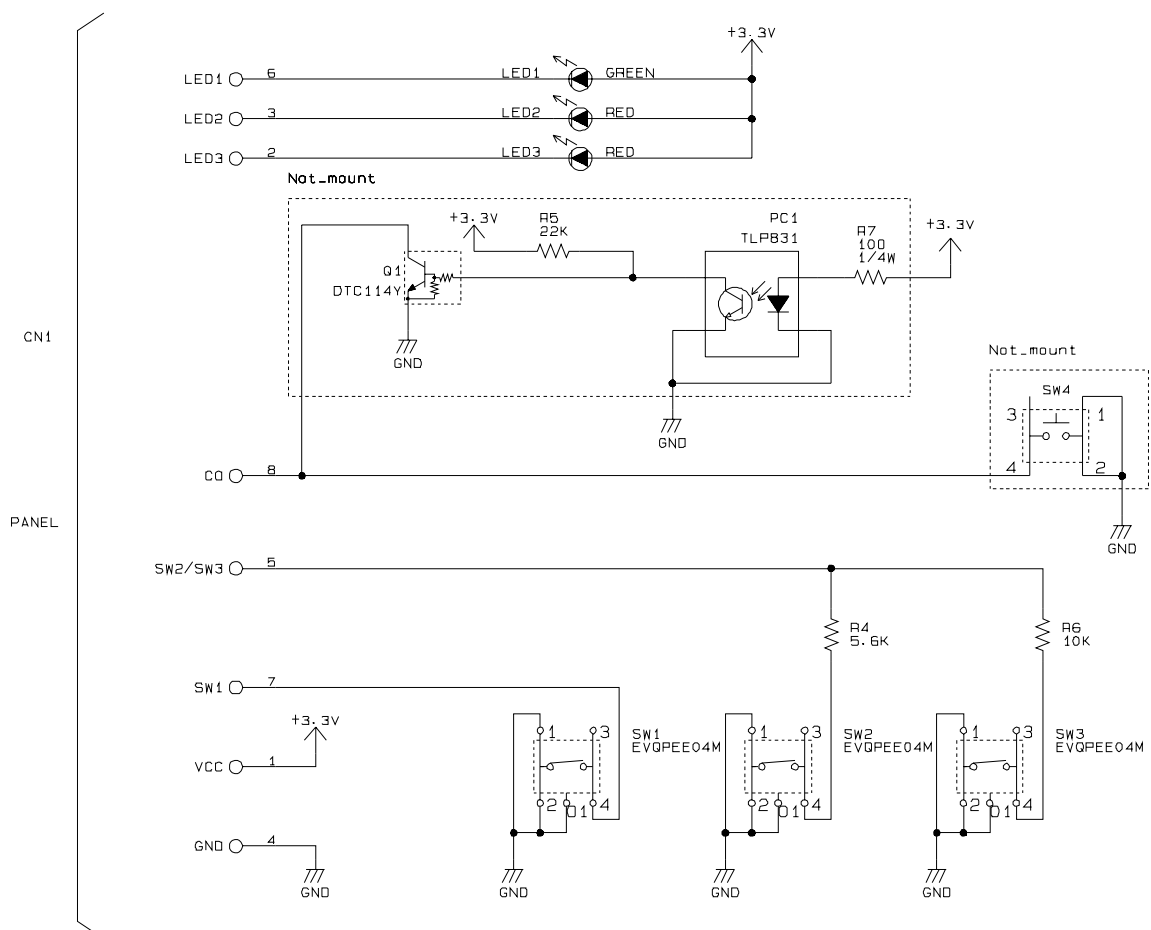 +3.3V
LED1 6 LED1 GREEN
LED2 3 LED2 RED
LED3 2 LED3 RED
Not_mount
+3.3V R5 PC1 +3.3V
22K TLP831 R7
100
1/4W
Q1
DTC114Y
GND
CN1
Not_mount
SW4
3 1
GND
4 2
CO 8
PANEL
GND
SW2/SW3 5
R4 R6
5.6K 10K
SW1 7
+3.3V
1 3 SW1 1 3 SW2 1 3 SW3
EVQPEE04M EVQPEE04M EVQPEE04M
VCC 1
2 01 4 2 01 4 2 01 4
GND 4
GND GND GND GND